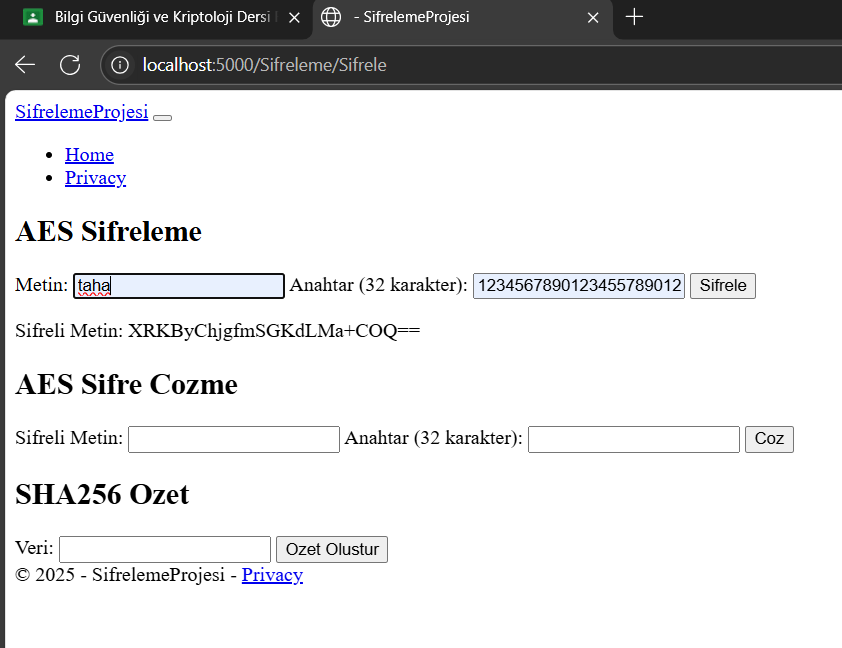 Bilgi Güvenliği ve Kriptoloji Dersi
- SifrelemeProjesi
localhost:5000/Sifreleme/Sifrele
SifrelemeProjesi
Home
Privacy
AES Sifreleme
Metin: taha Anahtar (32 karakter): 1234567890123455789012 Sifrele
Sifreli Metin: XRKByChjgfmSGKdLMa+COQ==
AES Sifre Cozme
Sifreli Metin: Anahtar (32 karakter): Coz
SHA256 Ozet
Veri: Ozet Olustur
© 2025 - SifrelemeProjesi - Privacy